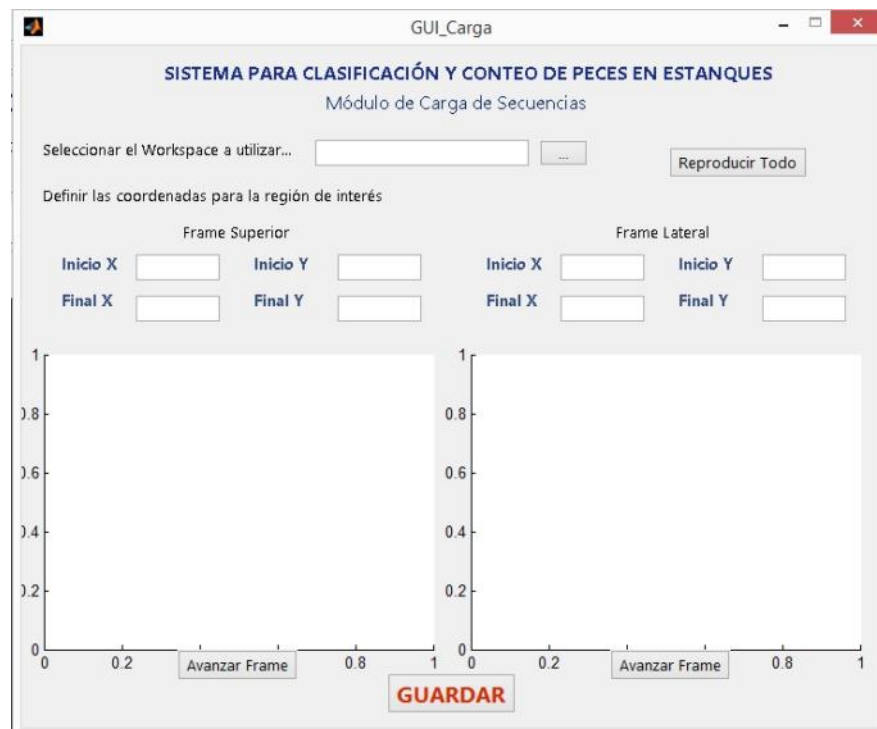 GUI_Carga
SISTEMA PARA CLASIFICACIÓN Y CONTEO DE PECES EN ESTANQUES
Módulo de Carga de Secuencias
Seleccionar el Workspace a utilizar... ... Reproducir Todo
Definir las coordenadas para la región de interés
Frame Superior Frame Lateral
Inicio X Inicio Y Inicio X Inicio Y
Final X Final Y Final X Final Y
1 1
0.8 0.8
0.6 0.6
0.4 0.4
0.2 0.2
0 0
0 0.2 Avanzar Frame 0.8 1 0 0.2 Avanzar Frame 0.8 1
GUARDAR